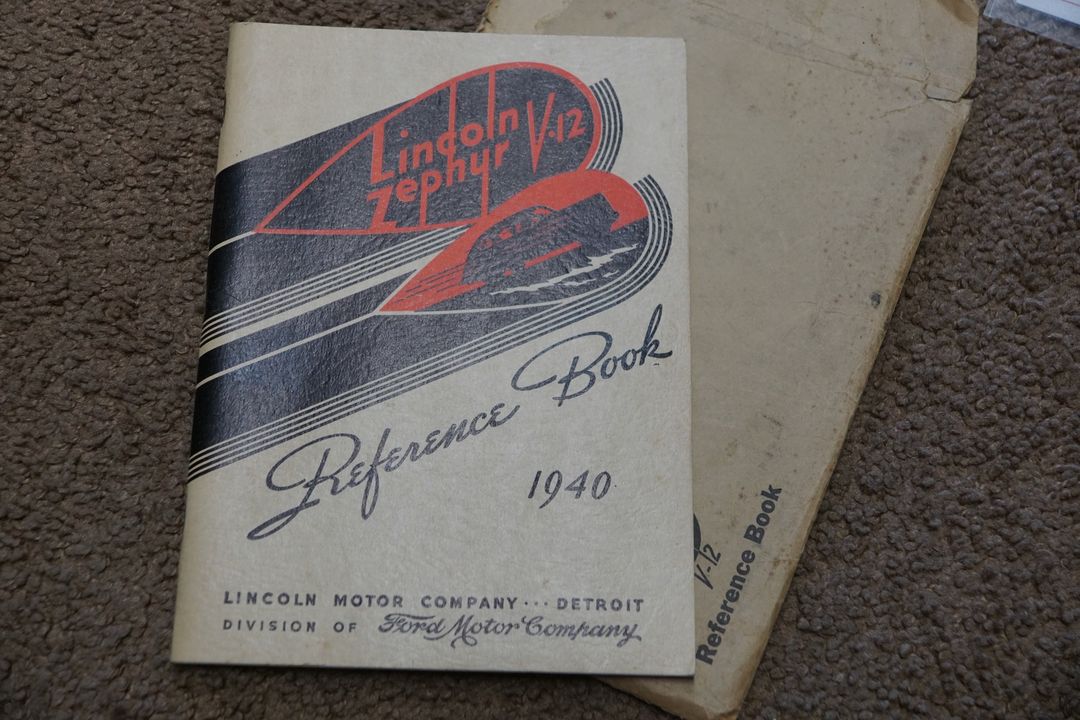 Lincoln
Zephyr V·12
Reference Book
1940
LINCOLN MOTOR COMPANY··· DETROIT
DIVISION OF Ford Motor Company
V-12
Reference Book